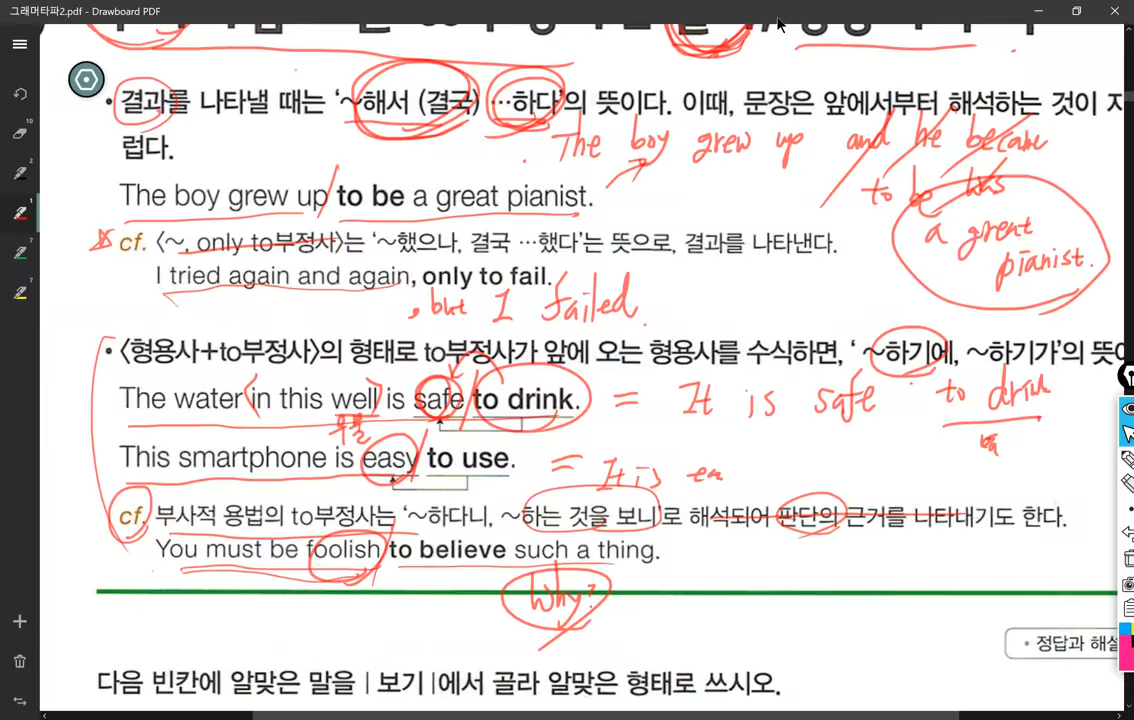 그래머타파2.pdf - Drawboard PDF
• 결과를 나타낼 때는 '~해서 (결국) …하다'의 뜻이다. 이때, 문장은 앞에서부터 해석하는 것이
럽다.
The boy grew up and he became
The boy grew up to be a great pianist.
to be
a great
pianist.
cf. 〈~, only to부정사〉는 '~했으나, 결국 …했다'는 뜻으로, 결과를 나타낸다.
I tried again and again, only to fail.
, but I failed.
• 〈형용사+to부정사〉의 형태로 to부정사가 앞에 오는 형용사를 수식하면, '~하기에, ~하기가'의 뜻
The water in this well is safe to drink. = It is safe to drink
우물
This smartphone is easy to use. = It is ea
cf. 부사적 용법의 to부정사는 '~하다니, ~하는 것을 보니'로 해석되어 판단의 근거를 나타내기도 한다.
You must be foolish to believe such a thing.
Why?
• 정답과 해설
다음 빈칸에 알맞은 말을 | 보기 |에서 골라 알맞은 형태로 쓰시오.